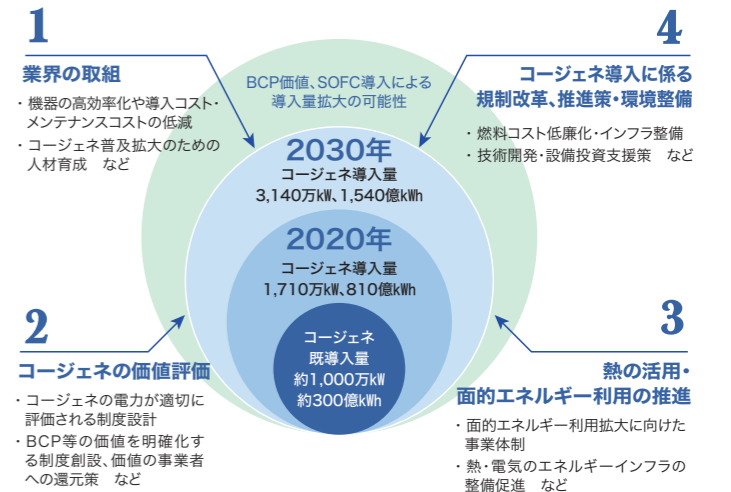 1
業界の取組
・機器の高効率化や導入コスト・
メンテナンスコストの低減
・コージェネ普及拡大のための
人材育成　など
4
コージェネ導入に係る
規制改革、推進策・環境整備
・燃料コスト低廉化・インフラ整備
・技術開発・設備投資支援策　など
BCP価値、SOFC導入による
導入量拡大の可能性
2030年
コージェネ導入量
3,140万kW、1,540億kWh
2020年
コージェネ導入量
1,710万kW、810億kWh
コージェネ
既導入量
約1,000万kW
約300億kWh
2
コージェネの価値評価
・コージェネの電力が適切に
評価される制度設計
・BCP等の価値を明確化す
る制度創設、価値の事業者
への還元策　など
3
熱の活用・
面的エネルギー利用の推進
・面的エネルギー利用拡大に向けた
事業体制
・熱・電気のエネルギーインフラの
整備促進　など